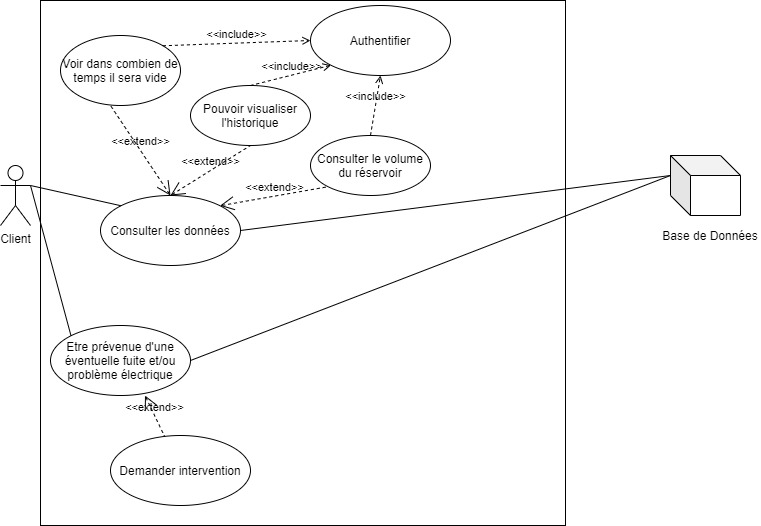 <<include>>
Authentifier
Voir dans combien de
temps il sera vide
<<include>>
Pouvoir visualiser
l'historique
<<include>>
<<extend>>
<<extend>>
Consulter le volume
du réservoir
<<extend>>
Client
Consulter les données
Base de Données
Etre prévenue d'une
éventuelle fuite et/ou
problème électrique
<<extend>>
Demander intervention